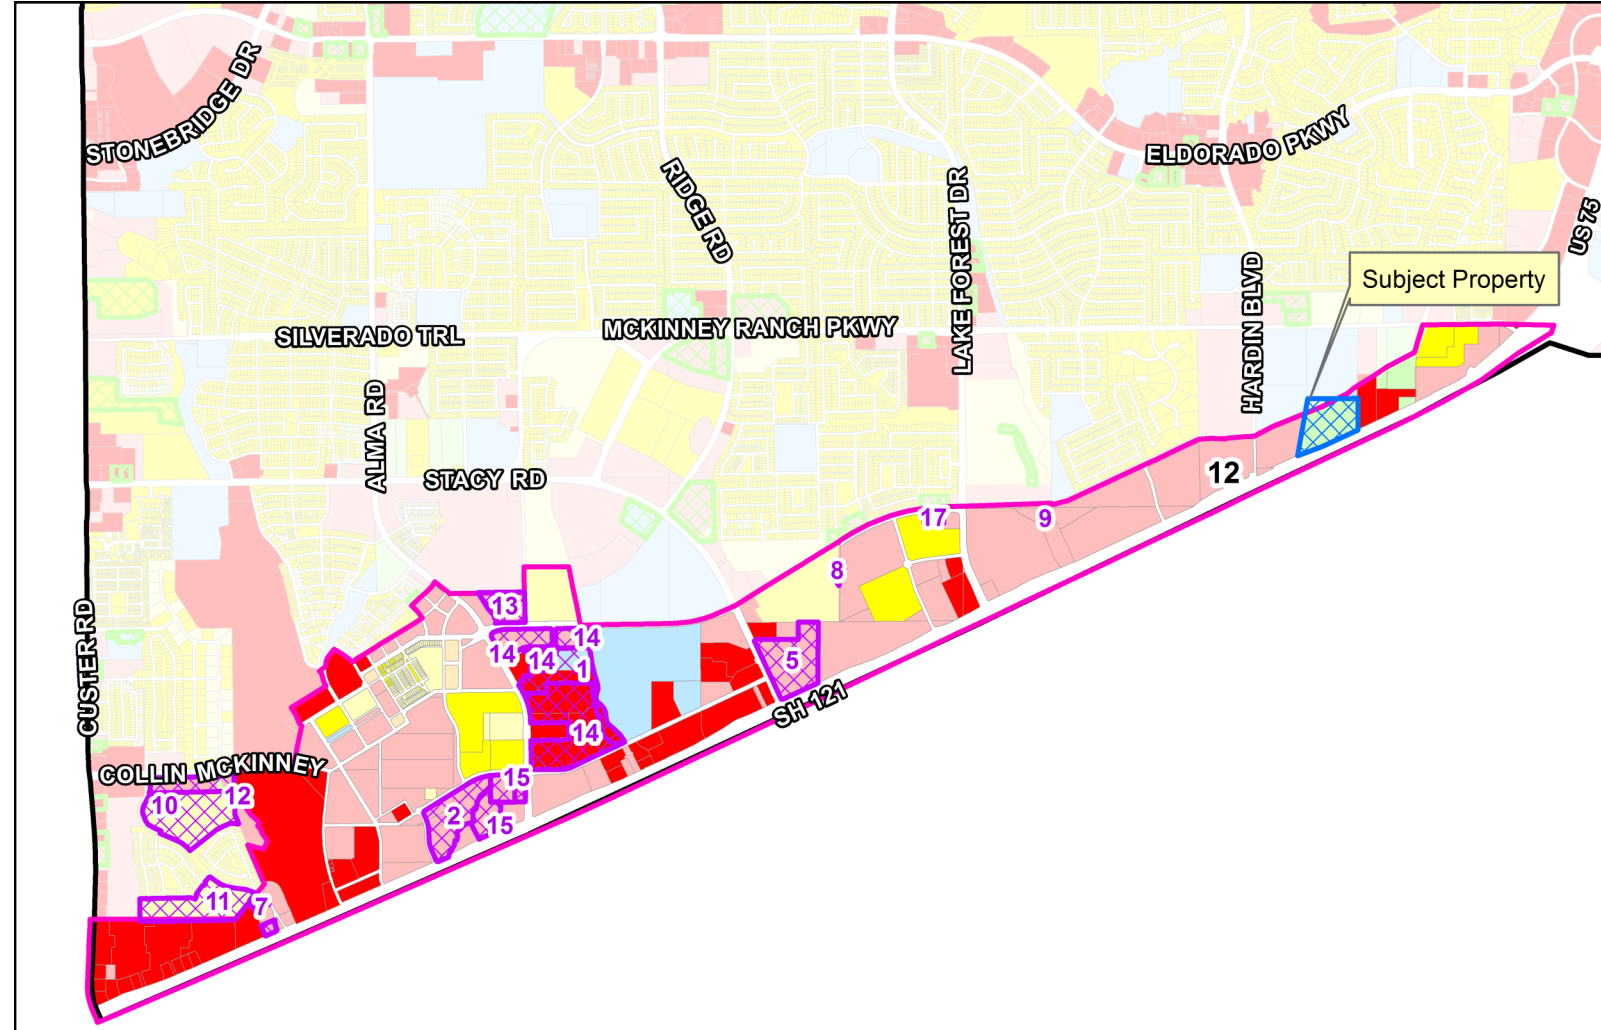 STONEBRIDGE DR
ELDORADO PKWY
RIDGE RD
LAKE FOREST DR
US 75
HARDIN BLVD
Subject Property
SILVERADO TRL
MCKINNEY RANCH PKWY
ALMA RD
STACY RD
12
17
9
8
13
14
14
14
1
5
CUSTER RD
SH 121
14
COLLIN MCKINNEY
15
10
12
2
15
11
7